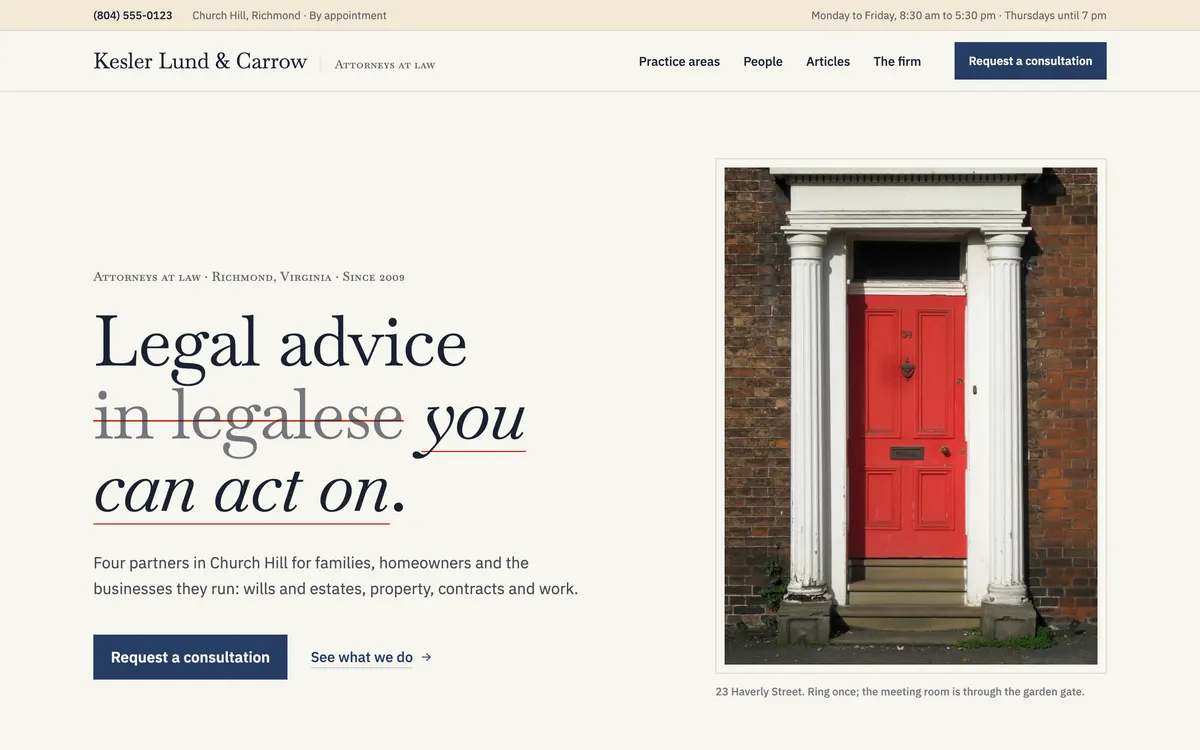 (804) 555-0123 Church Hill, Richmond · By appointment Monday to Friday, 8:30 am to 5:30 pm · Thursdays until 7 pm
Kesler Lund & Carrow Attorneys at law Practice areas People Articles The firm Request a consultation
Attorneys at law · Richmond, Virginia · Since 2009
Legal advice
in legalese you
can act on.
Four partners in Church Hill for families, homeowners and the
businesses they run: wills and estates, property, contracts and work.
Request a consultation See what we do →
23 Haverly Street. Ring once; the meeting room is through the garden gate.